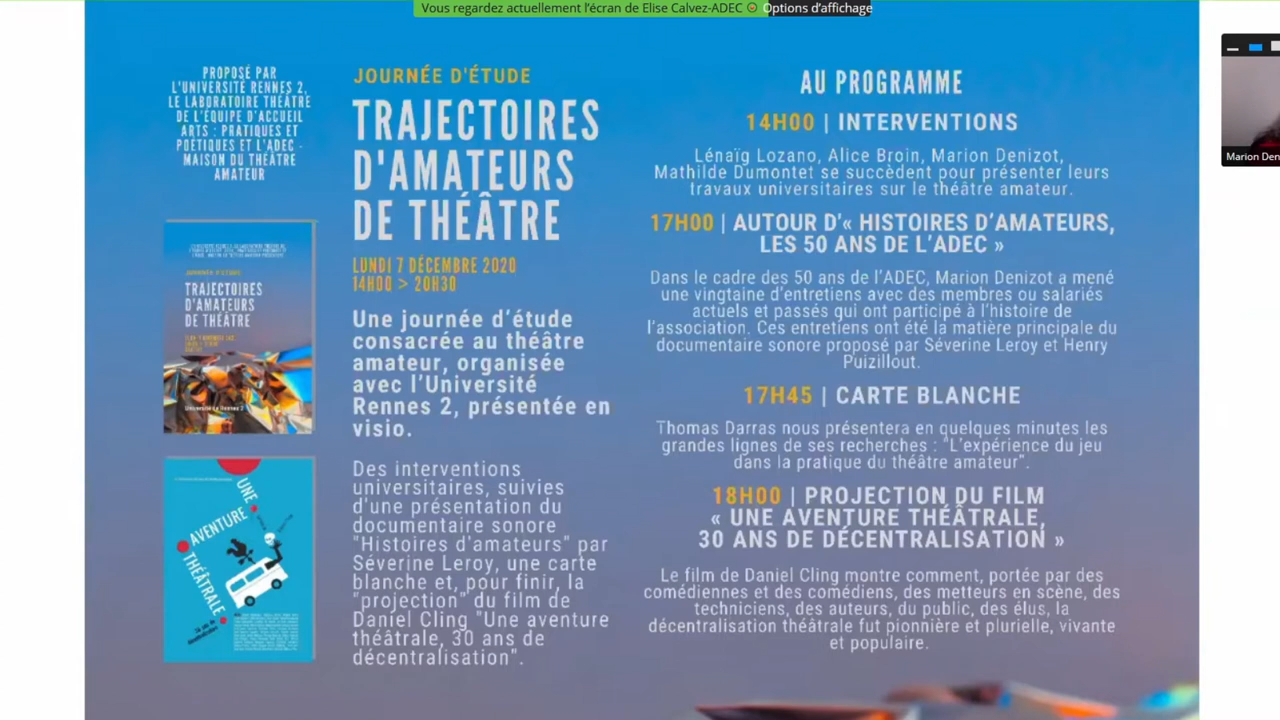 Vous regardez actuellement l'écran de Elise Calvez-ADEC
Options d'affichage
PROPOSÉ PAR
L'UNIVERSITÉ RENNES 2,
LE LABORATOIRE THÉÂTRE
DE L'ÉQUIPE D'ACCUEIL
ARTS : PRATIQUES ET
POÉTIQUES ET L'ADEC -
MAISON DU THÉÂTRE
AMATEUR
JOURNÉE D'ÉTUDE
TRAJECTOIRES
D'AMATEURS
DE THÉÂTRE
LUNDI 7 DÉCEMBRE 2020
14H00 > 20H30
Une journée d'étude
consacrée au théâtre
amateur, organisée
avec l'Université
Rennes 2, présentée en
visio.
Des interventions
universitaires, suivies
d'une présentation du
documentaire sonore
"Histoires d'amateurs" par
Séverine Leroy, une carte
blanche et, pour finir, la
"projection" du film de
Daniel Cling "Une aventure
théâtrale, 30 ans de
décentralisation".
TRAJECTOIRES
D'AMATEURS
DE THÉÂTRE
UNE
AVENTURE
THÉÂTRALE
AU PROGRAMME
14H00 | INTERVENTIONS
Lénaïg Lozano, Alice Broin, Marion Denizot,
Mathilde Dumontet se succèdent pour présenter leurs
travaux universitaires sur le théâtre amateur.
17H00 | AUTOUR D'« HISTOIRES D'AMATEURS,
LES 50 ANS DE L'ADEC »
Dans le cadre des 50 ans de l'ADEC, Marion Denizot a mené
une vingtaine d'entretiens avec des membres ou salariés
actuels et passés qui ont participé à l'histoire de
l'association. Ces entretiens ont été la matière principale du
documentaire sonore proposé par Séverine Leroy et Henry
Puizillout.
17H45 | CARTE BLANCHE
Thomas Darras nous présentera en quelques minutes les
grandes lignes de ses recherches : "L'expérience du jeu
dans la pratique du théâtre amateur".
18H00 | PROJECTION DU FILM
« UNE AVENTURE THÉÂTRALE,
30 ANS DE DÉCENTRALISATION »
Le film de Daniel Cling montre comment, portée par des
comédiennes et des comédiens, des metteurs en scène, des
techniciens, des auteurs, du public, des élus, la
décentralisation théâtrale fut pionnière et plurielle, vivante
et populaire.
Marion Den